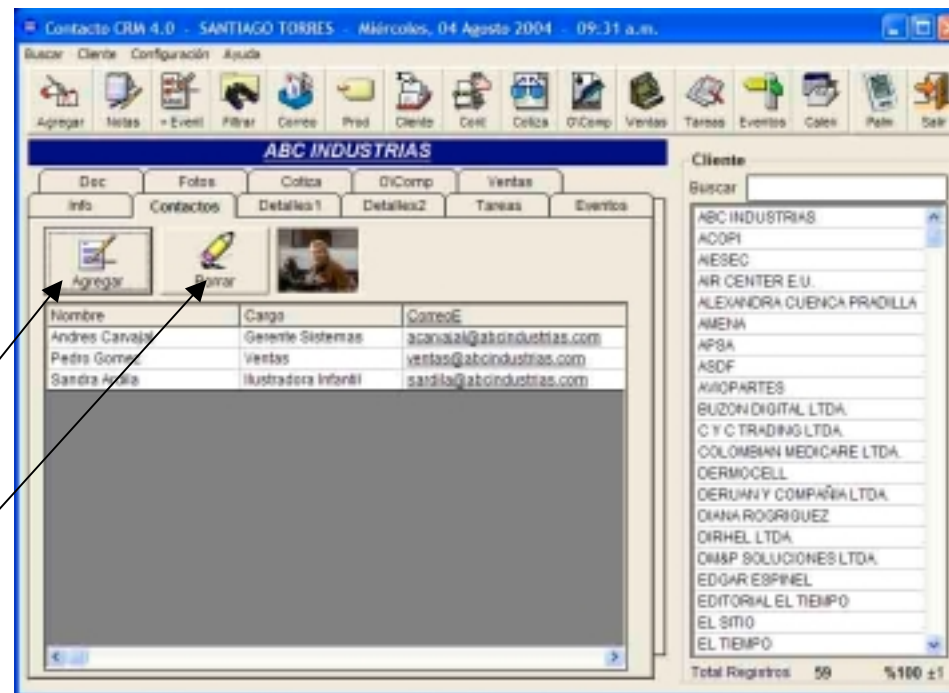 Contacto CRM 4.0 - SANTIAGO TORRES - Miércoles, 04 Agosto 2004 - 09:31 a.m.
Buscar Cliente Configuración Ayuda
Agregar Notas + Event Filtrar Correo Prod Cliente Cont Cotiza O\Comp Ventas Tareas Eventos Calen Palm Salir
ABC INDUSTRIAS
Doc Fotos Cotiza O\Comp Ventas
Info Contactos Detalles1 Detalles2 Tareas Eventos
Agregar Borrar
Nombre Cargo CorreoE
Andres Carvajal Gerente Sistemas acarvajal@abcindustrias.com
Pedro Gomez Ventas ventas@abcindustrias.com
Sandra Ardila Ilustradora Infantil sardila@abcindustrias.com
Cliente
Buscar
ABC INDUSTRIAS
ACOPI
AIESEC
AIR CENTER E.U.
ALEXANDRA CUENCA PRADILLA
AMENA
APSA
ASDF
AVIOPARTES
BUZON DIGITAL LTDA.
C Y C TRADING LTDA.
COLOMBIAN MEDICARE LTDA.
DERMOCELL
DERIJAN Y COMPAÑIA LTDA.
DIANA ROGRIGUEZ
DIRHEL LTDA
DM&P SOLUCIONES LTDA.
EDGAR ESPINEL
EDITORIAL EL TIEMPO
EL SITIO
EL TIEMPO
Total Registros 59 %100 ±1